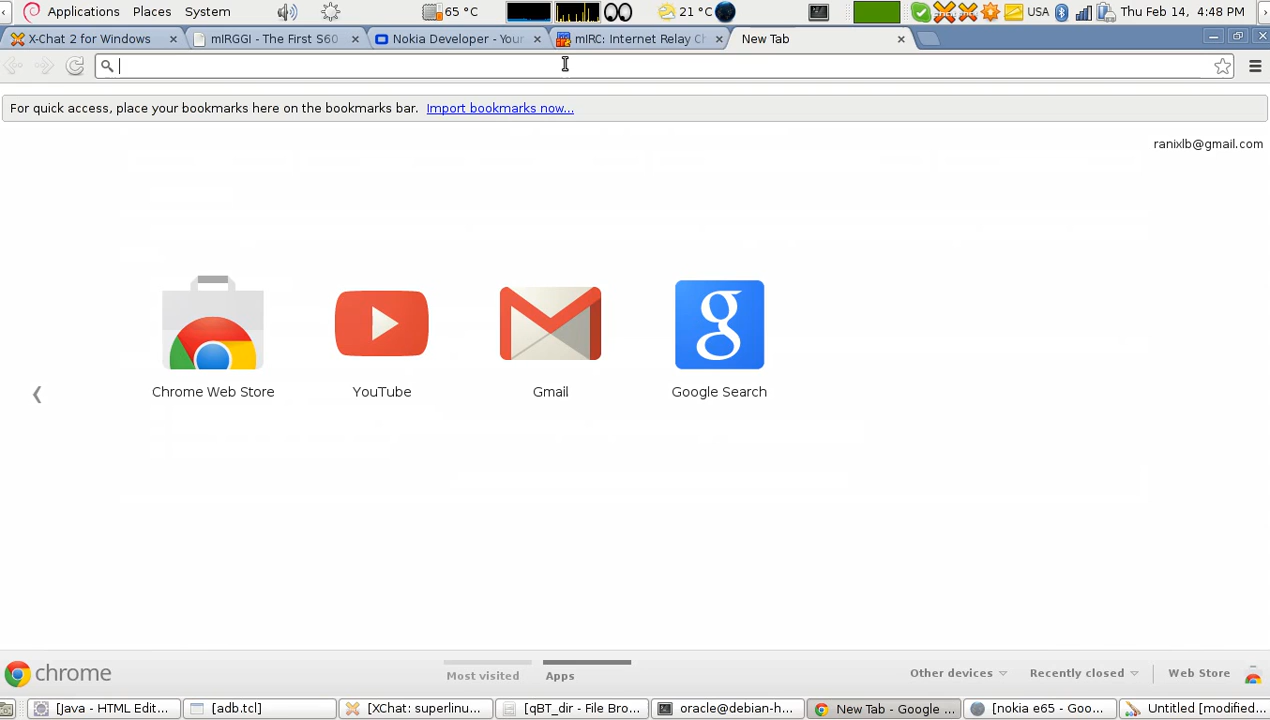 Applications Places System 65 °C 21 °C USA Thu Feb 14, 4:48 PM
X-Chat 2 for Windows mIRGGI - The First S60 Nokia Developer - Your mIRC: Internet Relay Ch New Tab
For quick access, place your bookmarks here on the bookmarks bar. Import bookmarks now...
ranixlb@gmail.com
Chrome Web Store YouTube Gmail Google Search
chrome Most visited Apps Other devices Recently closed Web Store
[Java - HTML Edit... [adb.tcl] [XChat: superlinu... [qBT_dir - File Bro... oracle@debian-h... New Tab - Google ... [nokia e65 - Goo... Untitled [modified...